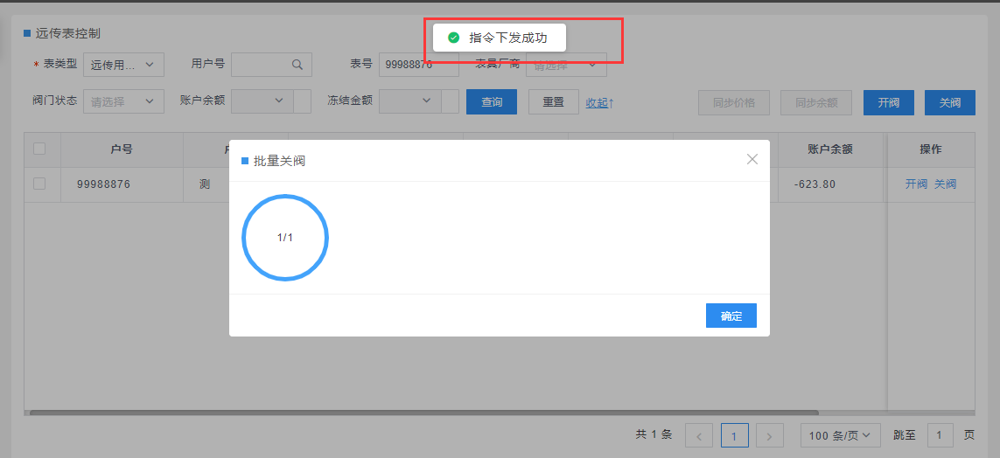 远传表控制
指令下发成功
* 表类型 远传用... 用户号 表号 99988876 表具厂商 请选择
阀门状态 请选择 账户余额 冻结金额 查询 重置 收起↑ 同步价格 同步余额 开阀 关阀
户号 账户余额 操作
99988876 测 -623.80 开阀 关阀
批量关阀
1/1
确定
共 1 条 < 1 > 100 条/页 跳至 1 页